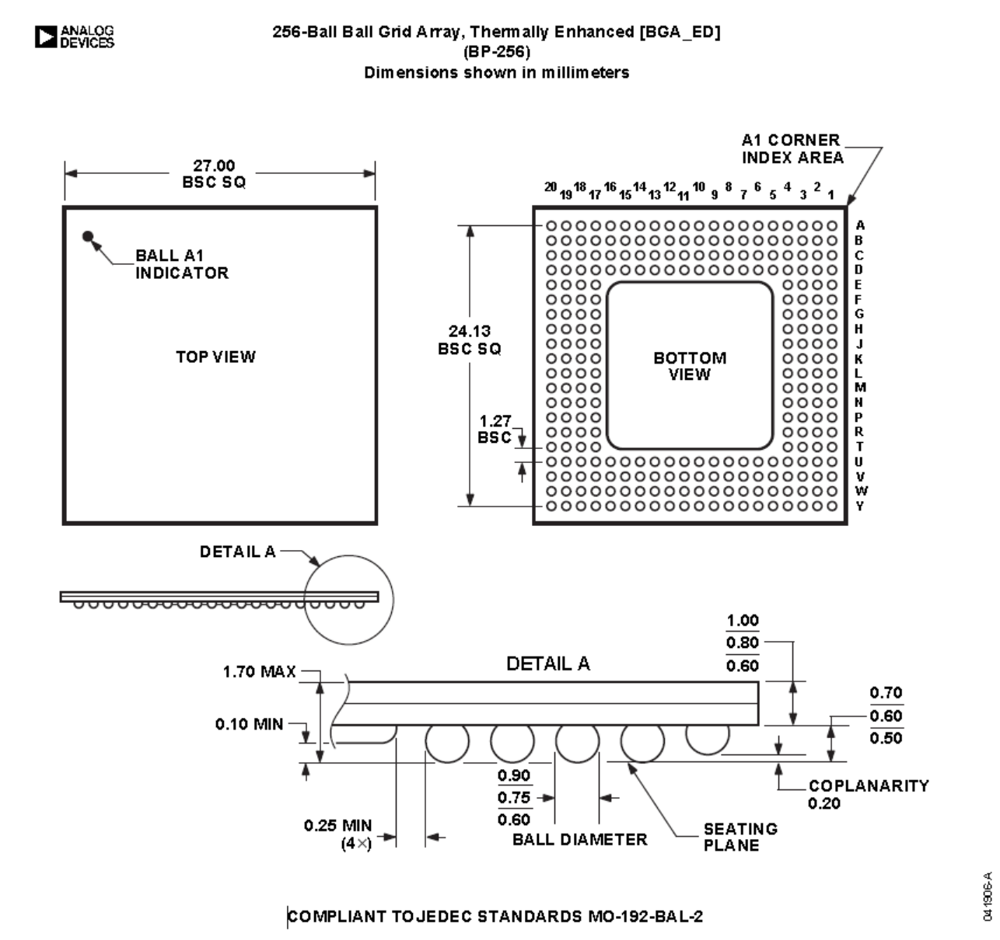 ANALOG
DEVICES
256-Ball Ball Grid Array, Thermally Enhanced [BGA_ED]
(BP-256)
Dimensions shown in millimeters
A1 CORNER
INDEX AREA
27.00
BSC SQ
20 19 18 17 16 15 14 13 12 11 10 9 8 7 6 5 4 3 2 1
A
B
C
D
E
F
G
H
J
K
L
M
N
P
R
T
U
V
W
Y
BALL A1
INDICATOR
TOP VIEW
24.13
BSC SQ
BOTTOM
VIEW
1.27
BSC
DETAIL A
1.00
0.80
0.60
DETAIL A
1.70 MAX
0.10 MIN
0.70
0.60
0.50
0.90
0.75
0.60
COPLANARITY
0.20
0.25 MIN
(4×)
BALL DIAMETER
SEATING
PLANE
COMPLIANT TO JEDEC STANDARDS MO-192-BAL-2
041906-A